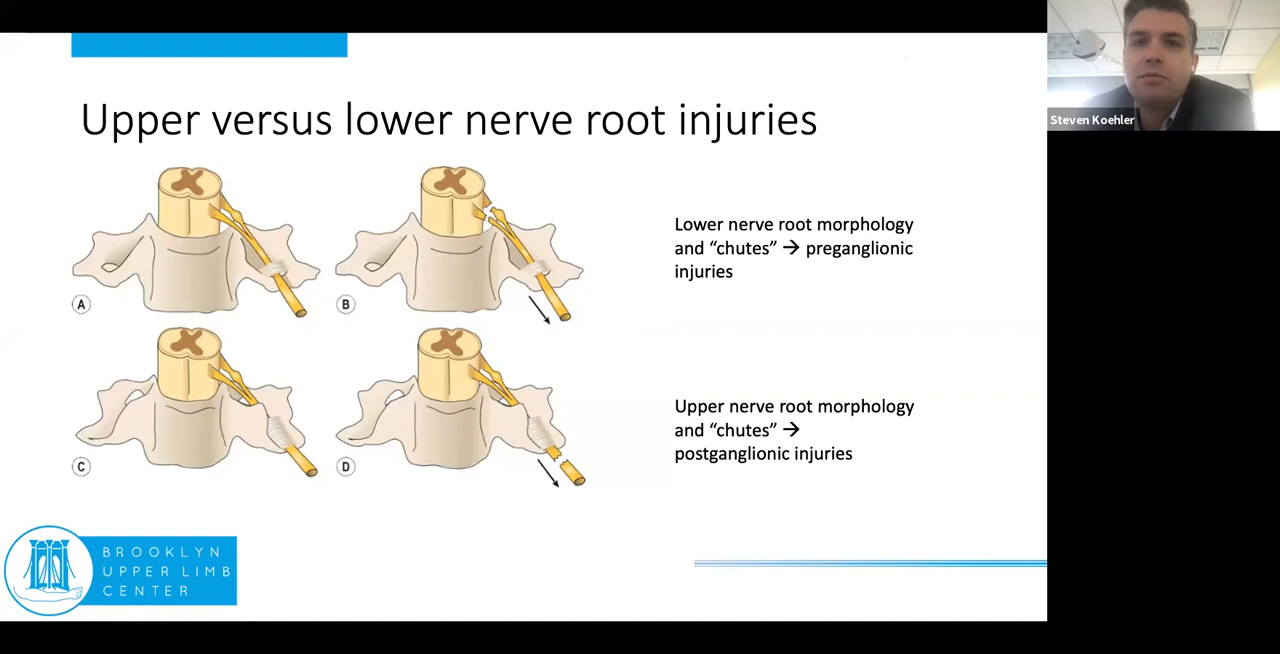 Steven Koehler
Upper versus lower nerve root injuries
A
B
Lower nerve root morphology
and “chutes” → preganglionic
injuries
C
D
Upper nerve root morphology
and “chutes” →
postganglionic injuries
BROOKLYN
UPPER LIMB
CENTER